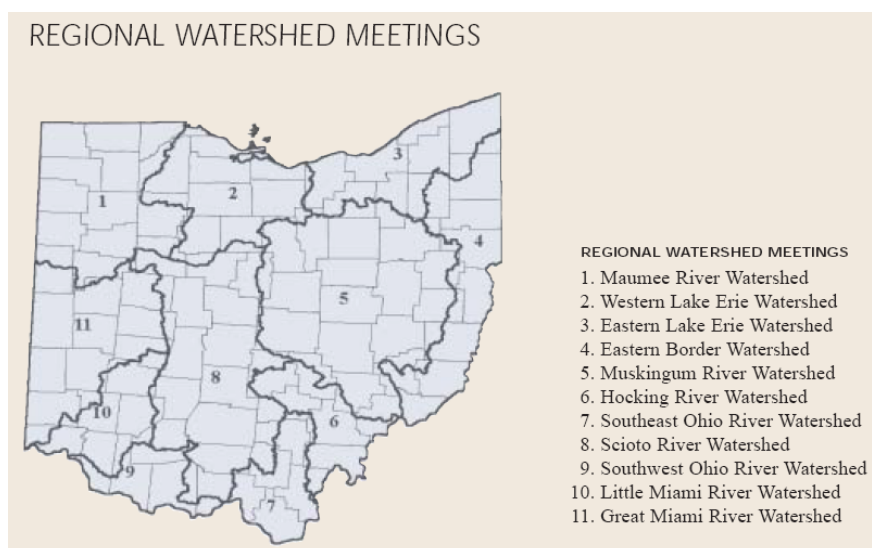 REGIONAL WATERSHED MEETINGS
3
1
2
4
5
11
8
10
6
9
7
REGIONAL WATERSHED MEETINGS
1. Maumee River Watershed
2. Western Lake Erie Watershed
3. Eastern Lake Erie Watershed
4. Eastern Border Watershed
5. Muskingum River Watershed
6. Hocking River Watershed
7. Southeast Ohio River Watershed
8. Scioto River Watershed
9. Southwest Ohio River Watershed
10. Little Miami River Watershed
11. Great Miami River Watershed